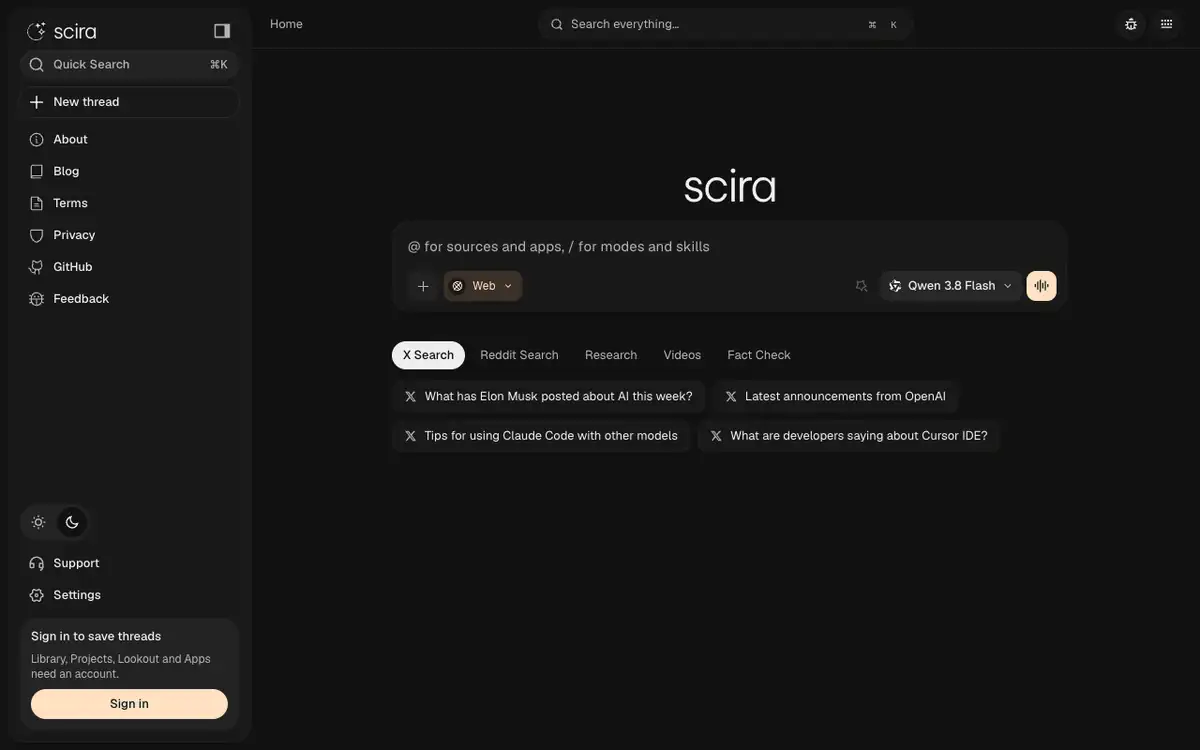 scira
Quick Search ⌘K
New thread
About
Blog
Terms
Privacy
GitHub
Feedback
Support
Settings
Sign in to save threads
Library, Projects, Lookout and Apps
need an account.
Sign in
Home
Search everything... ⌘ K
scira
@ for sources and apps, / for modes and skills
Web
Qwen 3.8 Flash
X Search Reddit Search Research Videos Fact Check
What has Elon Musk posted about AI this week? Latest announcements from OpenAI
Tips for using Claude Code with other models What are developers saying about Cursor IDE?